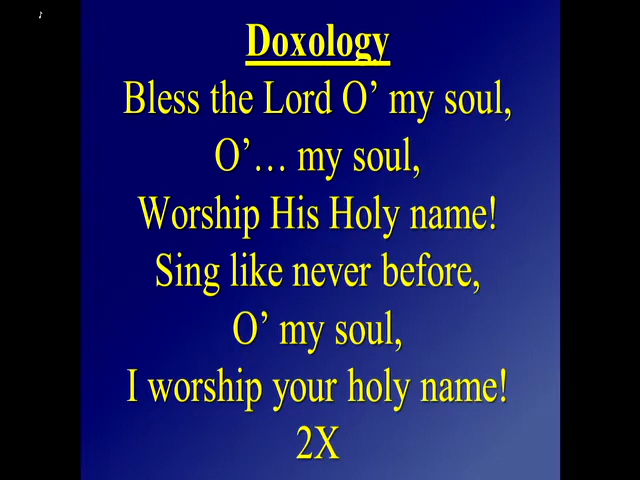 Doxology
Bless the Lord O’ my soul,
O’… my soul,
Worship His Holy name!
Sing like never before,
O’ my soul,
I worship your holy name!
2X